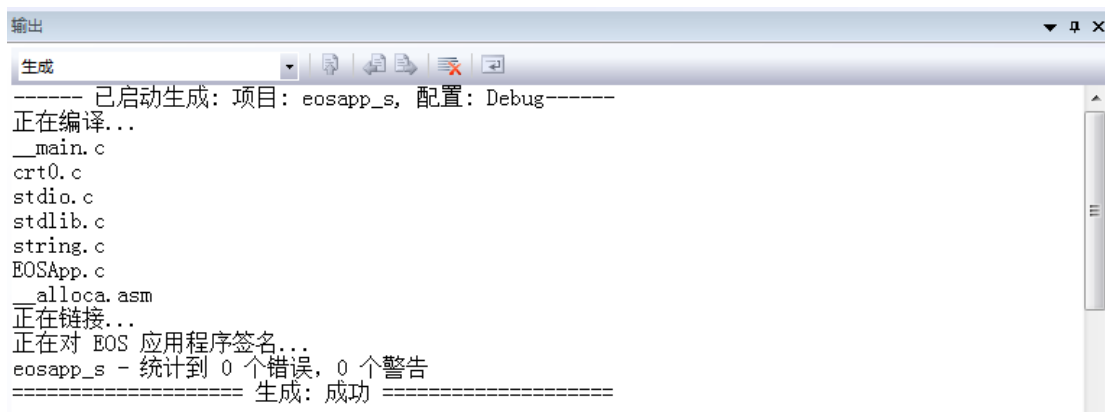 输出
生成
------ 已启动生成: 项目: eosapp_s, 配置: Debug------
正在编译...
__main.c
crt0.c
stdio.c
stdlib.c
string.c
EOSApp.c
__alloca.asm
正在链接...
正在对 EOS 应用程序签名...
eosapp_s - 统计到 0 个错误, 0 个警告
==================== 生成: 成功 ====================